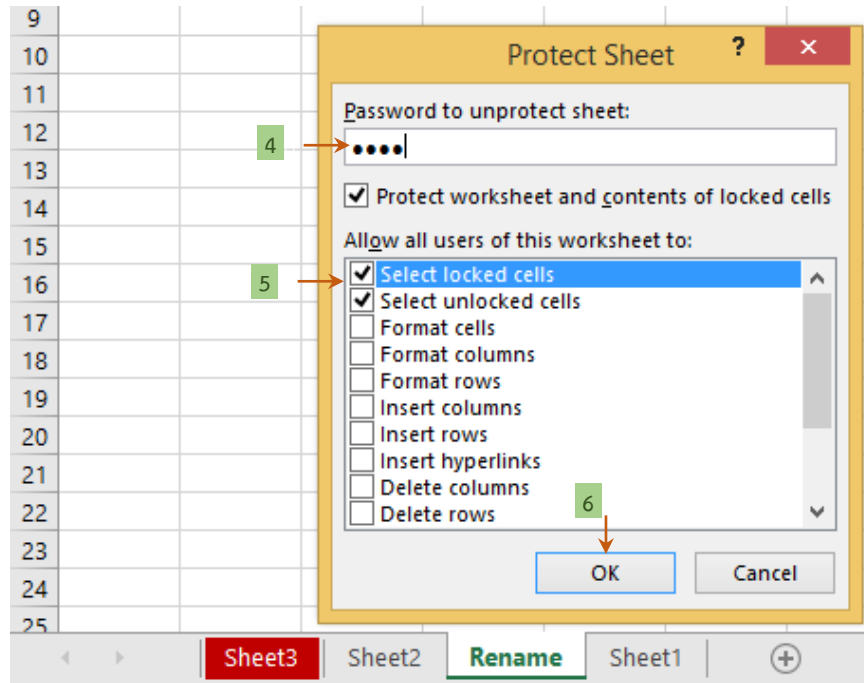 9
10
11
12
13
14
15
16
17
18
19
20
21
22
23
24
25
Protect Sheet ? ×
Password to unprotect sheet:
4
••••
Protect worksheet and contents of locked cells
Allow all users of this worksheet to:
5
Select locked cells
Select unlocked cells
Format cells
Format columns
Format rows
Insert columns
Insert rows
Insert hyperlinks
Delete columns
Delete rows
6
OK Cancel
Sheet3 Sheet2 Rename Sheet1